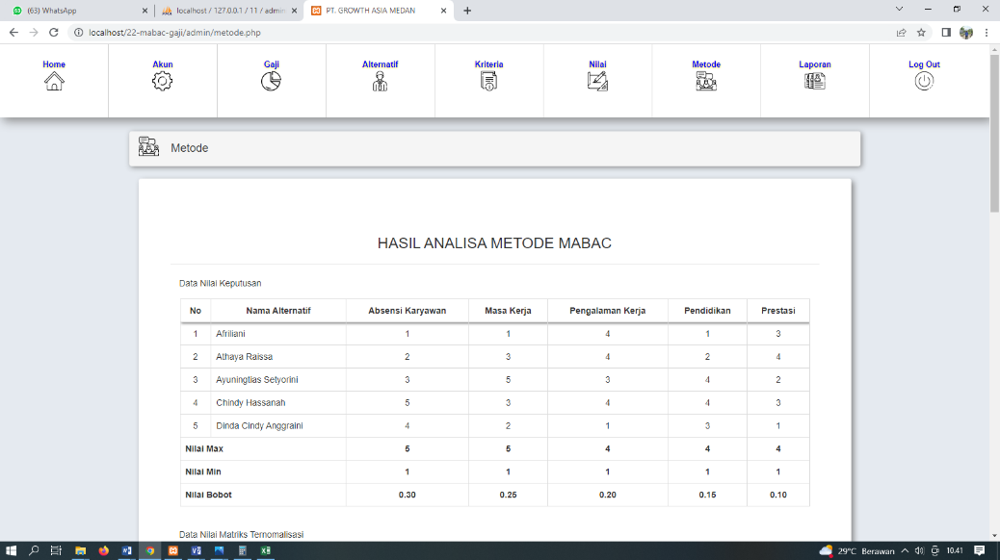 (63) WhatsApp
localhost / 127.0.0.1 / 11 / admin
PT. GROWTH ASIA MEDAN
localhost/22-mabac-gaji/admin/metode.php
Home Akun Gaji Alternatif Kriteria Nilai Metode Laporan Log Out
Metode
HASIL ANALISA METODE MABAC
Data Nilai Keputusan
No Nama Alternatif Absensi Karyawan Masa Kerja Pengalaman Kerja Pendidikan Prestasi
1 Afriliani 1 1 4 1 3
2 Athaya Raissa 2 3 4 2 4
3 Ayuningtias Setyorini 3 5 3 4 2
4 Chindy Hassanah 5 3 4 4 3
5 Dinda Cindy Anggraini 4 2 1 3 1
Nilai Max 5 5 4 4 4
Nilai Min 1 1 1 1 1
Nilai Bobot 0.30 0.25 0.20 0.15 0.10
Data Nilai Matriks Ternomalisasi
29°C Berawan 10.41